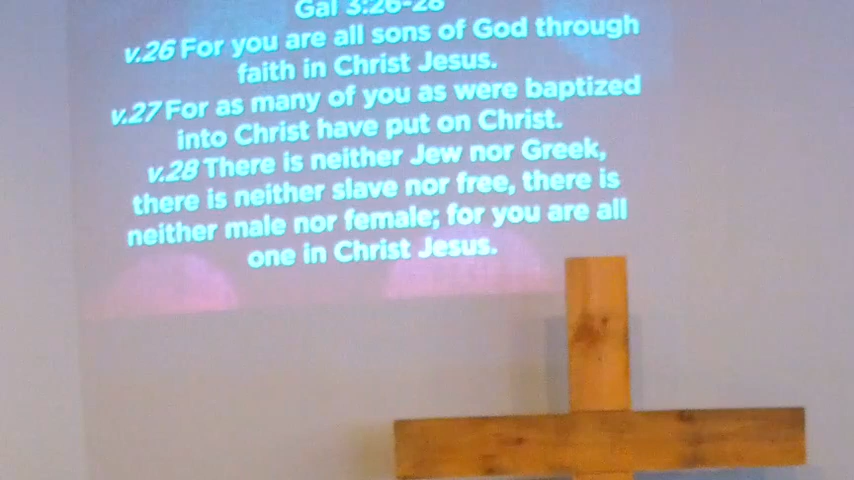 Gal 3:26-28
v.26 For you are all sons of God through
faith in Christ Jesus.
v.27 For as many of you as were baptized
into Christ have put on Christ.
v.28 There is neither Jew nor Greek,
there is neither slave nor free, there is
neither male nor female; for you are all
one in Christ Jesus.